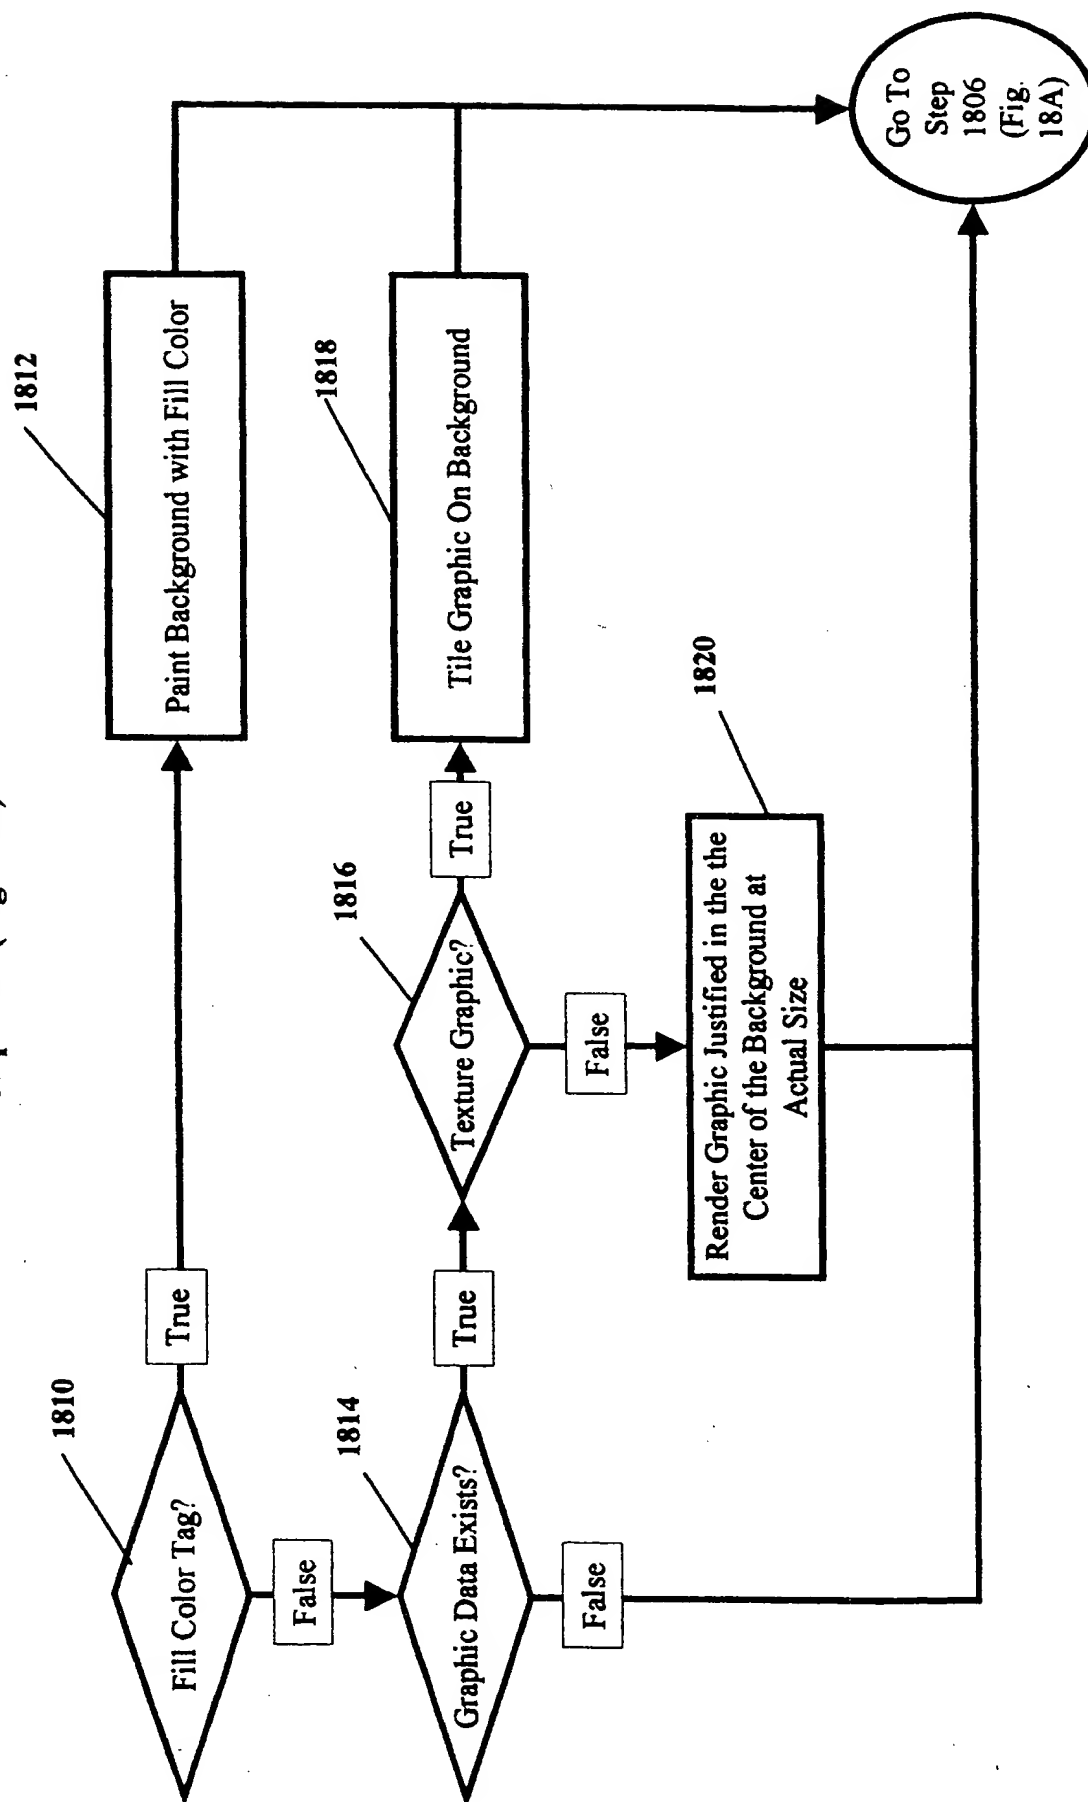 1810
Fill Color Tag?
True
1812
Paint Background with Fill Color
False
1814
Graphic Data Exists?
True
1816
Texture Graphic?
True
1818
Tile Graphic On Background
False
False
1820
Render Graphic Justified in the the
Center of the Background at
Actual Size
Go To
Step
1806
(Fig.
18A)